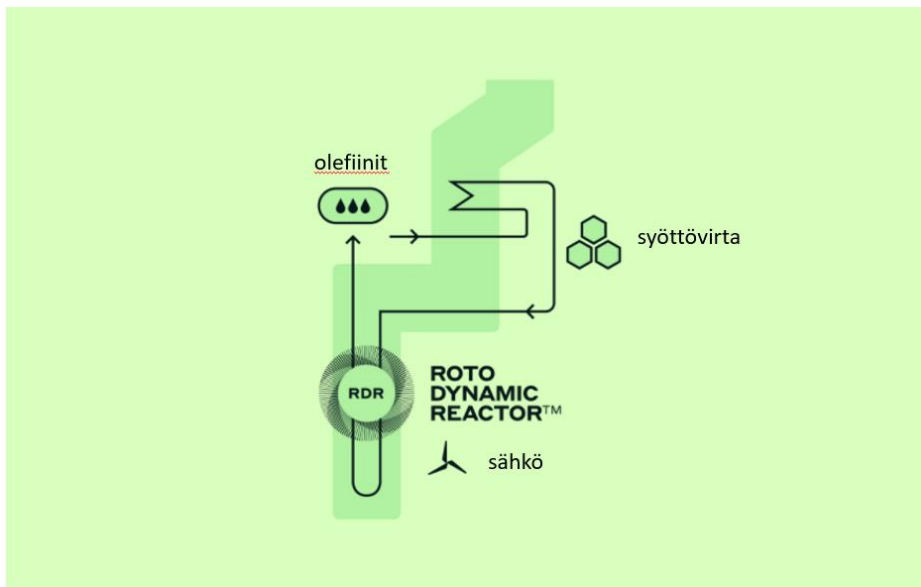 olefiinit
syöttövirta
RDR
ROTO
DYNAMIC
REACTOR™
sähkö